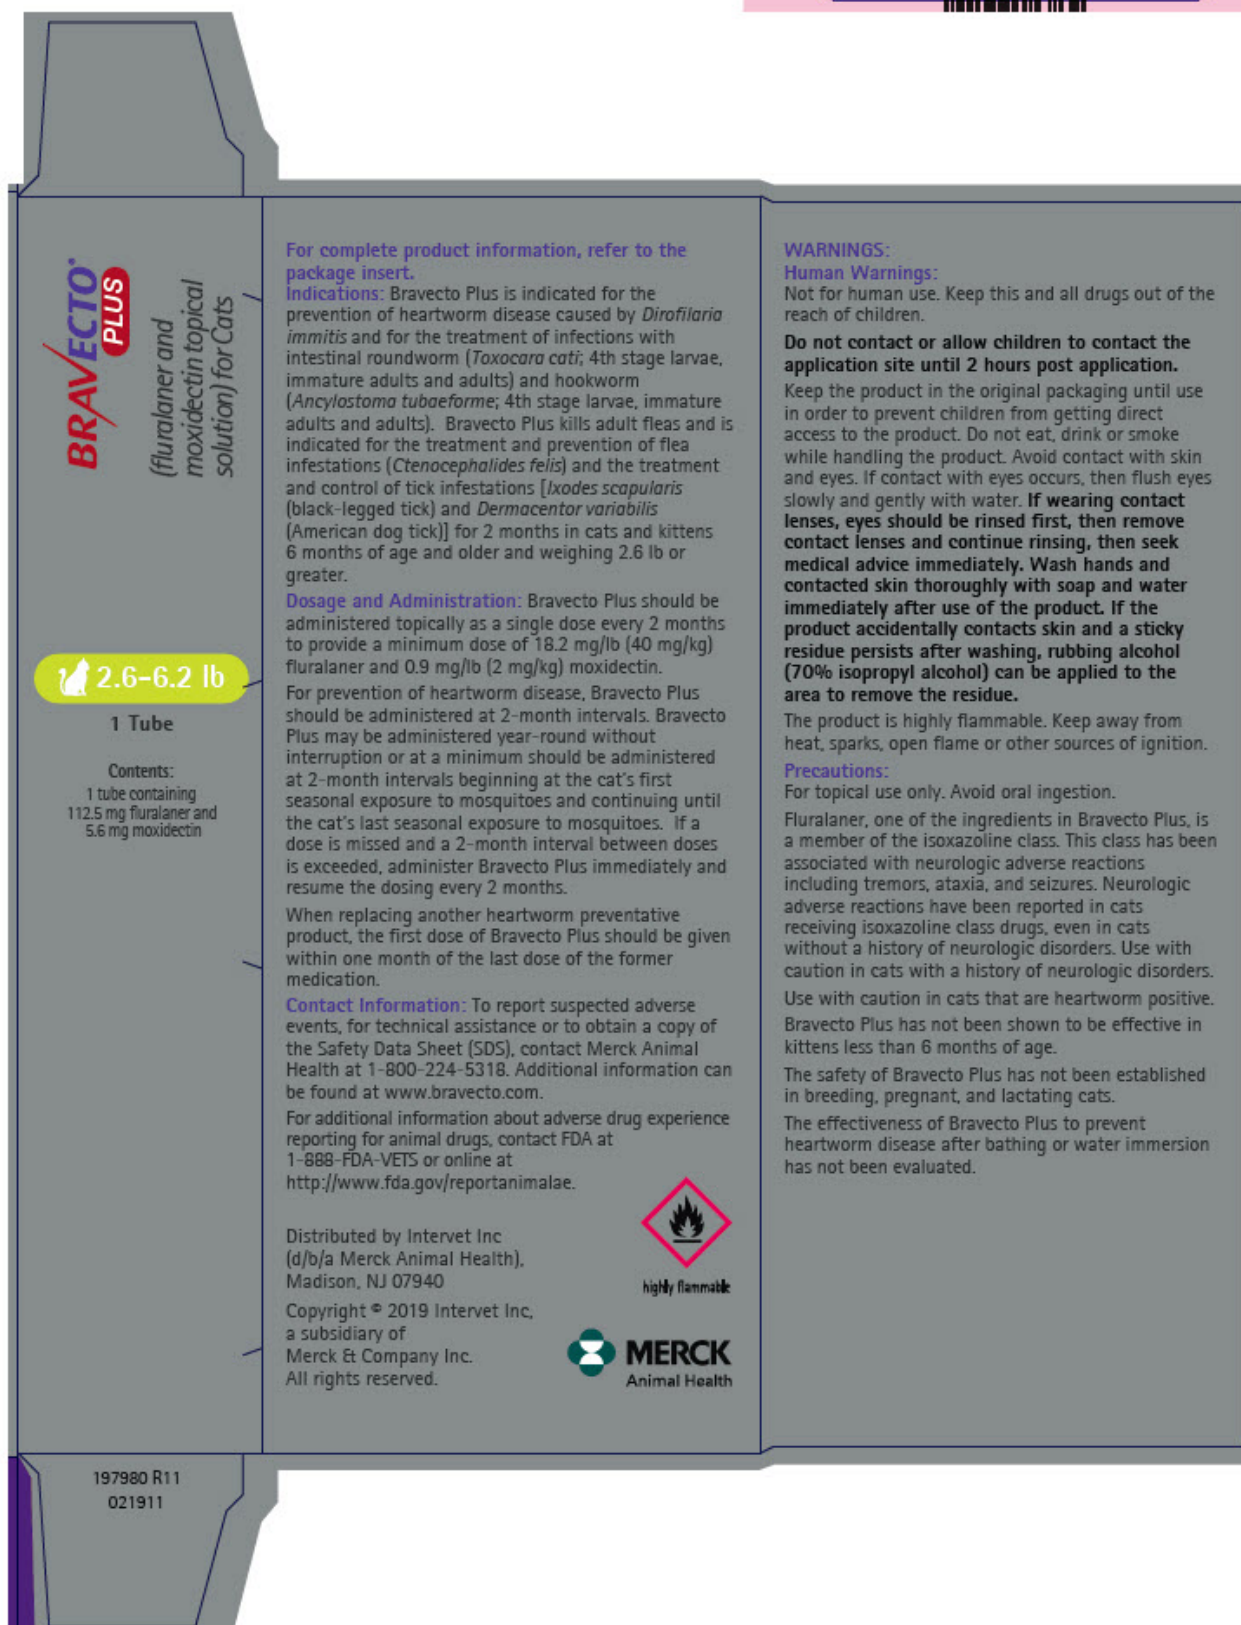 BRAVECTO®
PLUS
(fluralaner and
moxidectin topical
solution) for Cats
2.6-6.2 lb
1 Tube
Contents:
1 tube containing
112.5 mg fluralaner and
5.6 mg moxidectin
197980 R11
021911
For complete product information, refer to the
package insert.
Indications: Bravecto Plus is indicated for the
prevention of heartworm disease caused by Dirofilaria
immitis and for the treatment of infections with
intestinal roundworm (Toxocara cati; 4th stage larvae,
immature adults and adults) and hookworm
(Ancylostoma tubaeforme; 4th stage larvae, immature
adults and adults). Bravecto Plus kills adult fleas and is
indicated for the treatment and prevention of flea
infestations (Ctenocephalides felis) and the treatment
and control of tick infestations [Ixodes scapularis
(black-legged tick) and Dermacentor variabilis
(American dog tick)] for 2 months in cats and kittens
6 months of age and older and weighing 2.6 lb or
greater.
Dosage and Administration: Bravecto Plus should be
administered topically as a single dose every 2 months
to provide a minimum dose of 18.2 mg/lb (40 mg/kg)
fluralaner and 0.9 mg/lb (2 mg/kg) moxidectin.
For prevention of heartworm disease, Bravecto Plus
should be administered at 2-month intervals. Bravecto
Plus may be administered year-round without
interruption or at a minimum should be administered
at 2-month intervals beginning at the cat's first
seasonal exposure to mosquitoes and continuing until
the cat's last seasonal exposure to mosquitoes. If a
dose is missed and a 2-month interval between doses
is exceeded, administer Bravecto Plus immediately and
resume the dosing every 2 months.
When replacing another heartworm preventative
product, the first dose of Bravecto Plus should be given
within one month of the last dose of the former
medication.
Contact Information: To report suspected adverse
events, for technical assistance or to obtain a copy of
the Safety Data Sheet (SDS), contact Merck Animal
Health at 1-800-224-5318. Additional information can
be found at www.bravecto.com.
For additional information about adverse drug experience
reporting for animal drugs, contact FDA at
1-888-FDA-VETS or online at
http://www.fda.gov/reportanimalae.
Distributed by Intervet Inc
(d/b/a Merck Animal Health),
Madison, NJ 07940
Copyright © 2019 Intervet Inc,
a subsidiary of
Merck & Company Inc.
All rights reserved.
highly flammable
MERCK
Animal Health
WARNINGS:
Human Warnings:
Not for human use. Keep this and all drugs out of the
reach of children.
Do not contact or allow children to contact the
application site until 2 hours post application.
Keep the product in the original packaging until use
in order to prevent children from getting direct
access to the product. Do not eat, drink or smoke
while handling the product. Avoid contact with skin
and eyes. If contact with eyes occurs, then flush eyes
slowly and gently with water. If wearing contact
lenses, eyes should be rinsed first, then remove
contact lenses and continue rinsing, then seek
medical advice immediately. Wash hands and
contacted skin thoroughly with soap and water
immediately after use of the product. If the
product accidentally contacts skin and a sticky
residue persists after washing, rubbing alcohol
(70% isopropyl alcohol) can be applied to the
area to remove the residue.
The product is highly flammable. Keep away from
heat, sparks, open flame or other sources of ignition.
Precautions:
For topical use only. Avoid oral ingestion.
Fluralaner, one of the ingredients in Bravecto Plus, is
a member of the isoxazoline class. This class has been
associated with neurologic adverse reactions
including tremors, ataxia, and seizures. Neurologic
adverse reactions have been reported in cats
receiving isoxazoline class drugs, even in cats
without a history of neurologic disorders. Use with
caution in cats with a history of neurologic disorders.
Use with caution in cats that are heartworm positive.
Bravecto Plus has not been shown to be effective in
kittens less than 6 months of age.
The safety of Bravecto Plus has not been established
in breeding, pregnant, and lactating cats.
The effectiveness of Bravecto Plus to prevent
heartworm disease after bathing or water immersion
has not been evaluated.